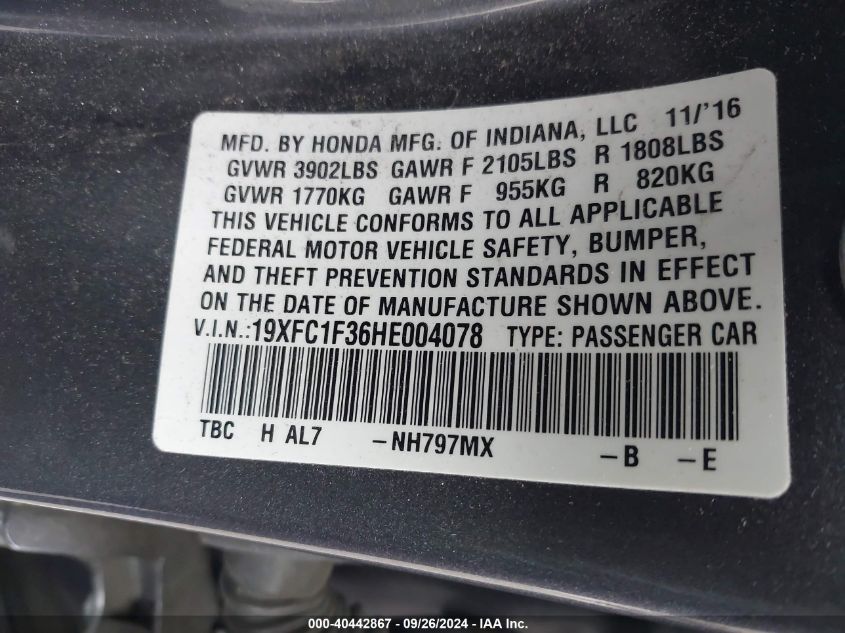 MFD. BY HONDA MFG. OF INDIANA, LLC 11/'16
GVWR 3902LBS GAWR F 2105LBS R 1808LBS
GVWR 1770KG GAWR F 955KG R 820KG
THIS VEHICLE CONFORMS TO ALL APPLICABLE
FEDERAL MOTOR VEHICLE SAFETY, BUMPER,
AND THEFT PREVENTION STANDARDS IN EFFECT
ON THE DATE OF MANUFACTURE SHOWN ABOVE.
V.I.N.:19XFC1F36HE004078 TYPE: PASSENGER CAR
TBC H AL7 -NH797MX -B -E
000-40442867 - 09/26/2024 - IAA Inc.